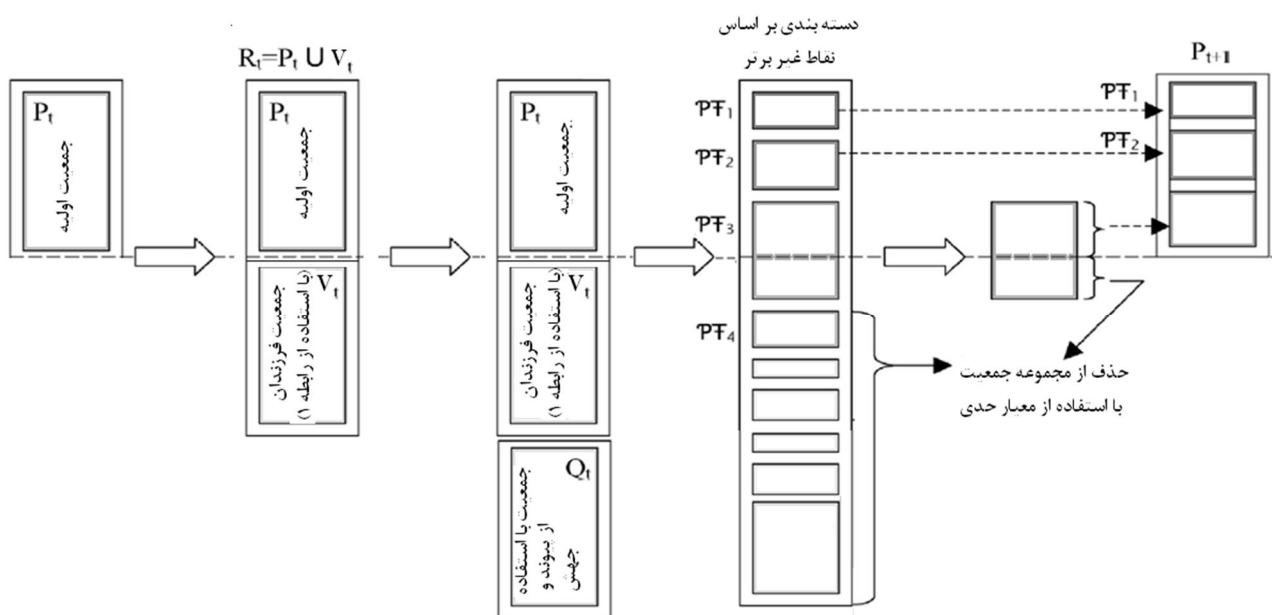 P_t
جمعیت اولیه
R_t=P_t ∪ V_t
P_t
جمعیت اولیه
V_t
جمعیت فرزندان
(با استفاده از رابطه ۱)
P_t
جمعیت اولیه
V_t
جمعیت فرزندان
(با استفاده از رابطه ۱)
Q_t
جمعیت با استفاده
از پیوند و
جهش
دسته بندی بر اساس
نقاط غیر برتر
PF_1
PF_2
PF_3
PF_4
P_t+1
PF_1
PF_2
حذف از مجموعه جمعیت
با استفاده از معیار حدی